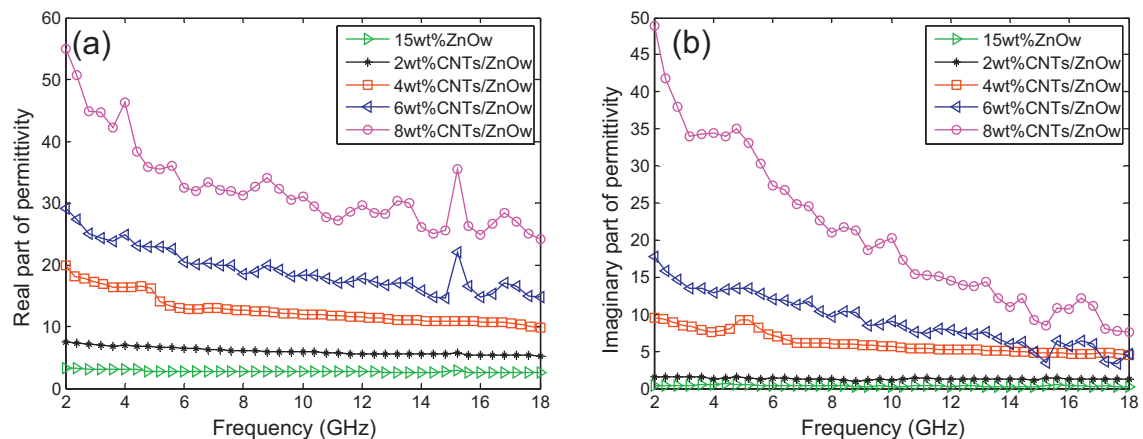 (a)
15wt%ZnOw
2wt%CNTs/ZnOw
4wt%CNTs/ZnOw
6wt%CNTs/ZnOw
8wt%CNTs/ZnOw
Real part of permittivity
60
50
40
30
20
10
0
2 4 6 8 10 12 14 16 18
Frequency (GHz)
(b)
15wt%ZnOw
2wt%CNTs/ZnOw
4wt%CNTs/ZnOw
6wt%CNTs/ZnOw
8wt%CNTs/ZnOw
Imaginary part of permittivity
50
45
40
35
30
25
20
15
10
5
0
2 4 6 8 10 12 14 16 18
Frequency (GHz)